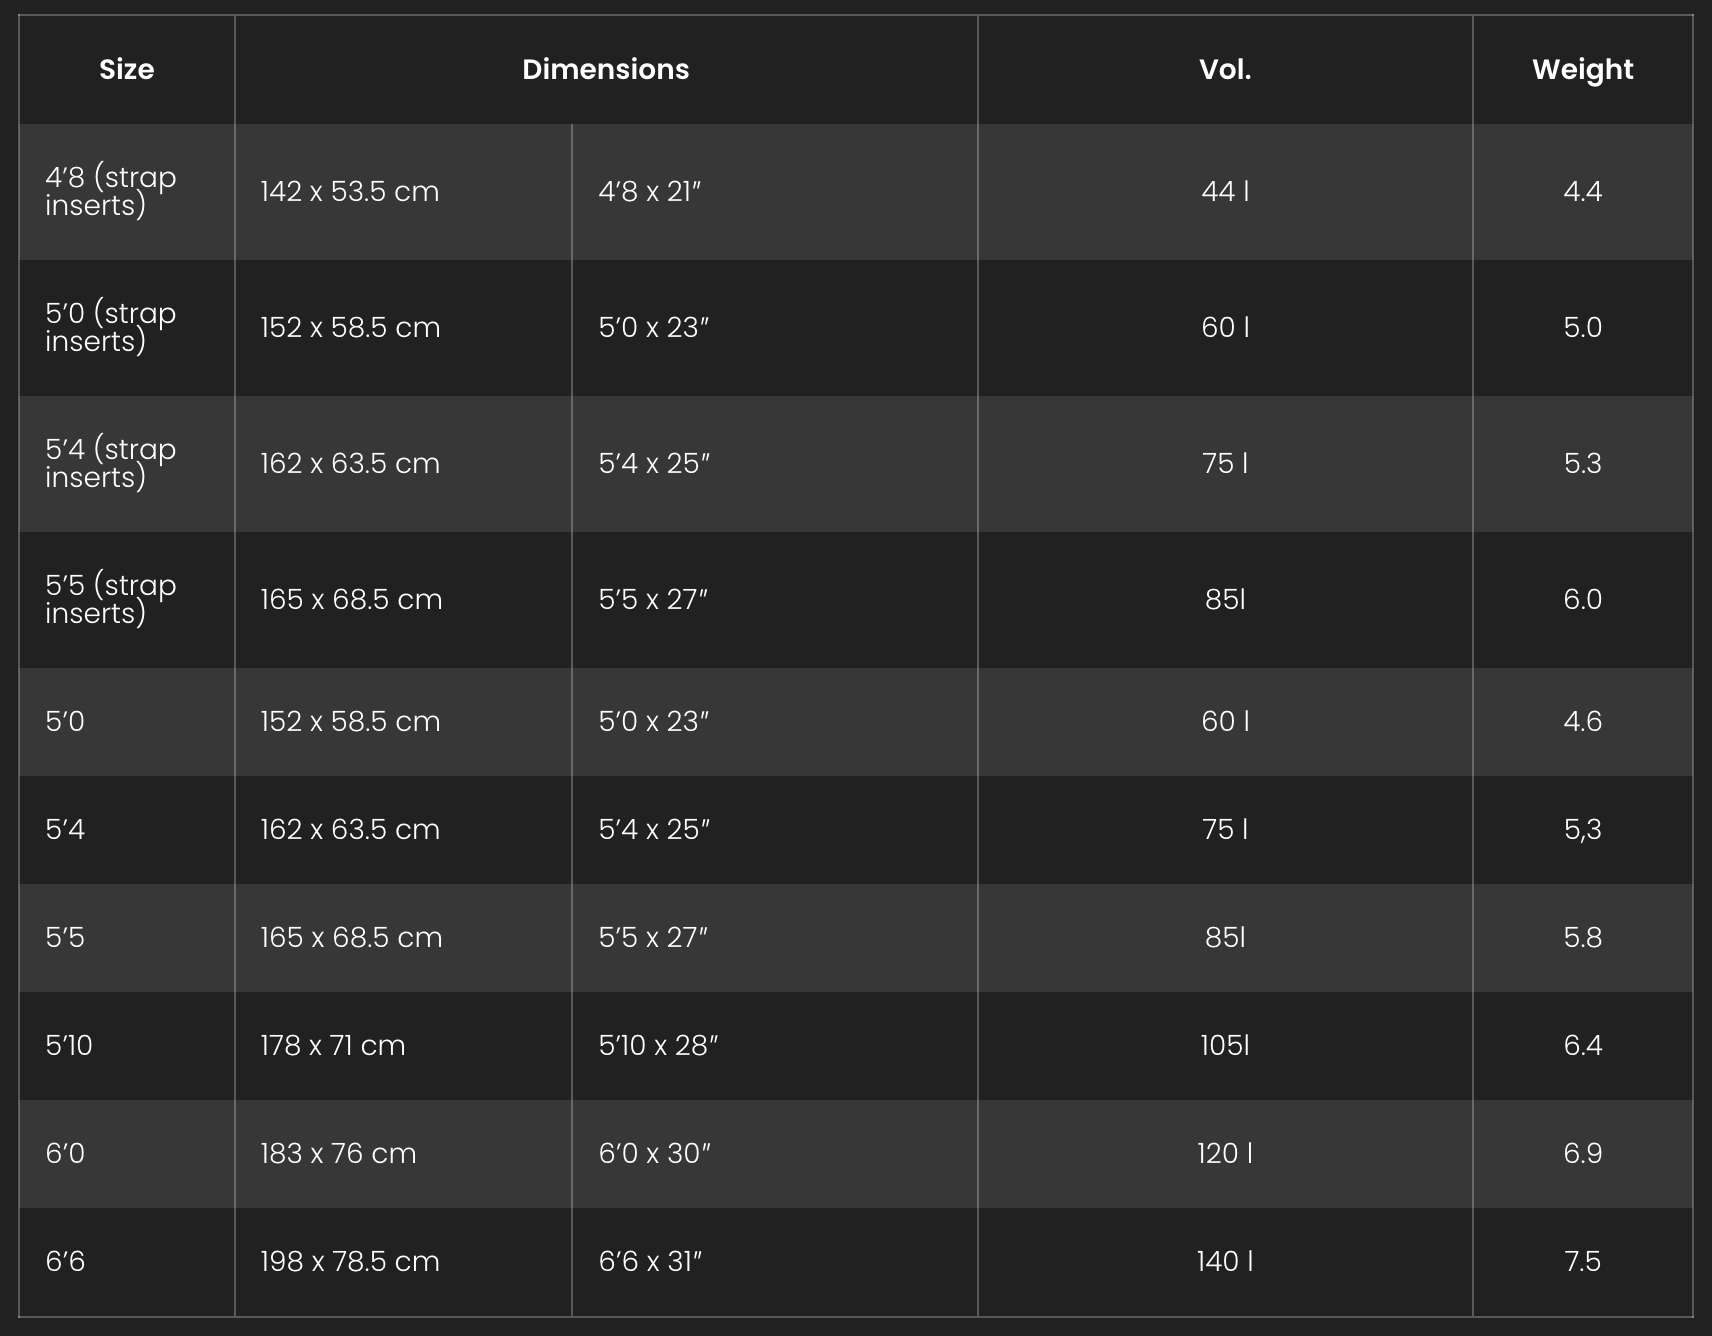 Size Dimensions Vol. Weight
4’8 (strap
inserts) 142 x 53.5 cm 4’8 x 21” 44 l 4.4
5’0 (strap
inserts) 152 x 58.5 cm 5’0 x 23” 60 l 5.0
5’4 (strap
inserts) 162 x 63.5 cm 5’4 x 25” 75 l 5.3
5’5 (strap
inserts) 165 x 68.5 cm 5’5 x 27” 85l 6.0
5’0 152 x 58.5 cm 5’0 x 23” 60 l 4.6
5’4 162 x 63.5 cm 5’4 x 25” 75 l 5,3
5’5 165 x 68.5 cm 5’5 x 27” 85l 5.8
5’10 178 x 71 cm 5’10 x 28” 105l 6.4
6’0 183 x 76 cm 6’0 x 30” 120 l 6.9
6’6 198 x 78.5 cm 6’6 x 31” 140 l 7.5